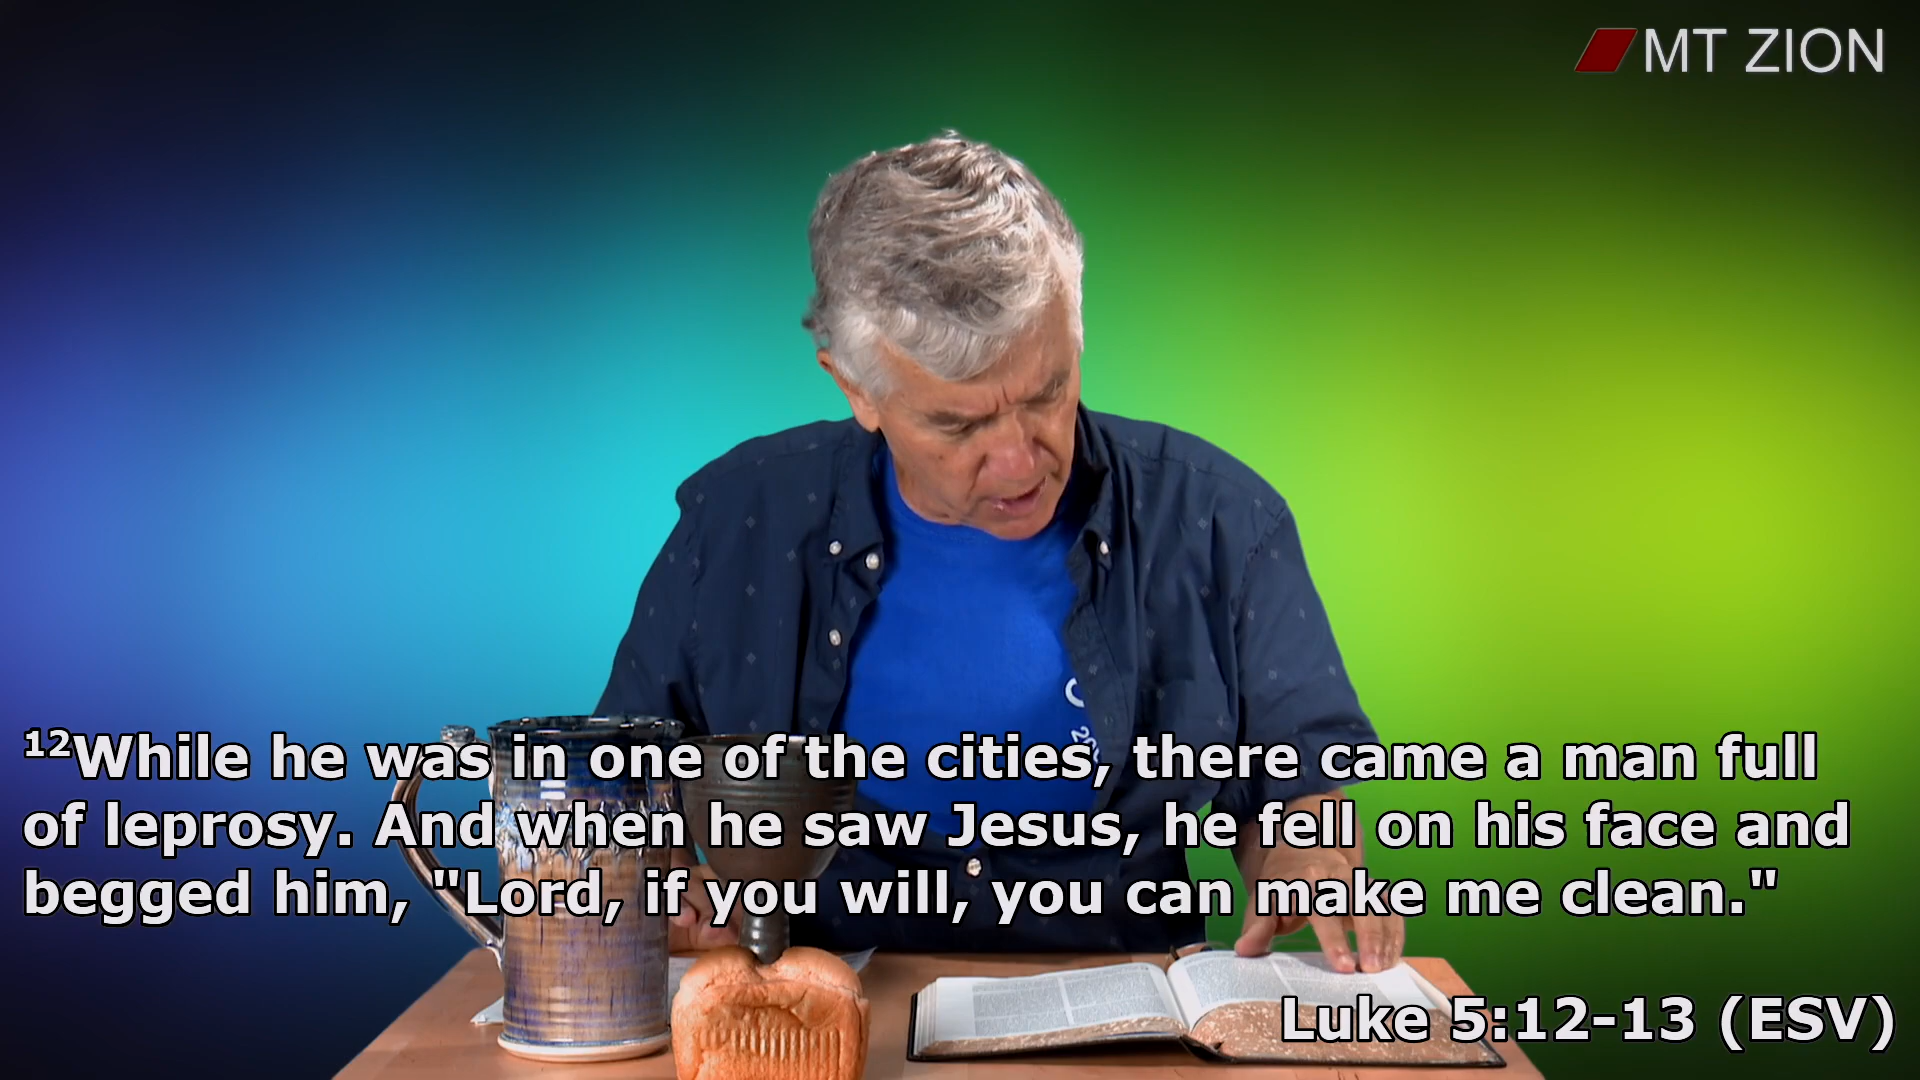 MT ZION
12While he was in one of the cities, there came a man full
of leprosy. And when he saw Jesus, he fell on his face and
begged him, "Lord, if you will, you can make me clean."
Luke 5:12-13 (ESV)